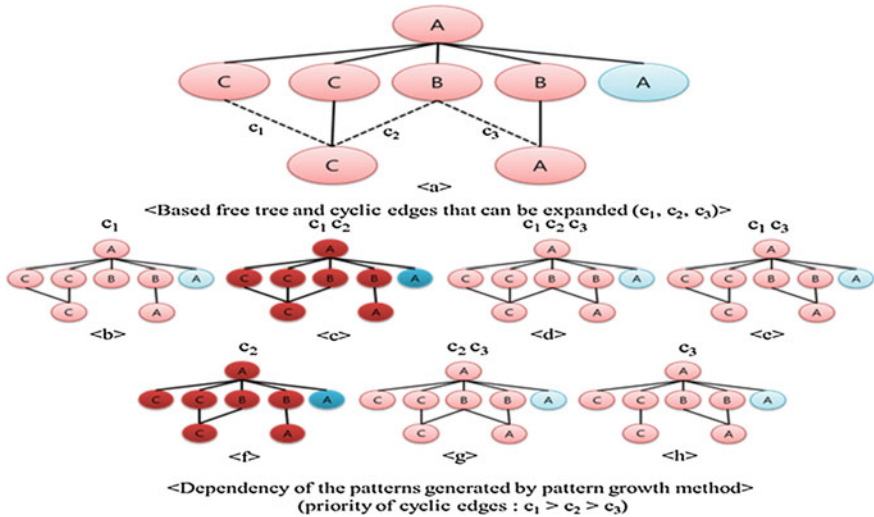 A
C C B B A
c₁ c₂ c₃
C A
<a>
<Based free tree and cyclic edges that can be expanded (c₁, c₂, c₃)>
c₁ c₁ c₂ c₁ c₂ c₃ c₁ c₃
A A A A
C C B B A C C B B A C C B B A C C B B A
C A C A C A C A
<b> <c> <d> <e>
c₂ c₂ c₃ c₃
A A A
C C B B A C C B B A C C B B A
C A C A C A
<f> <g> <h>
<Dependency of the patterns generated by pattern growth method>
(priority of cyclic edges : c₁ > c₂ > c₃)